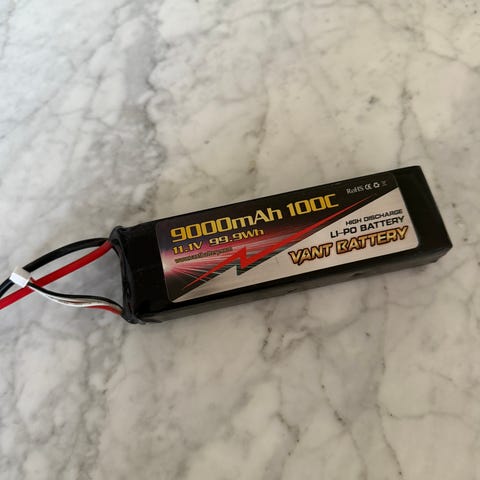 9000mAh 100C
11.1V 99.9Wh
RoHS
HIGH DISCHARGE
LI-PO BATTERY
VANT BATTERY